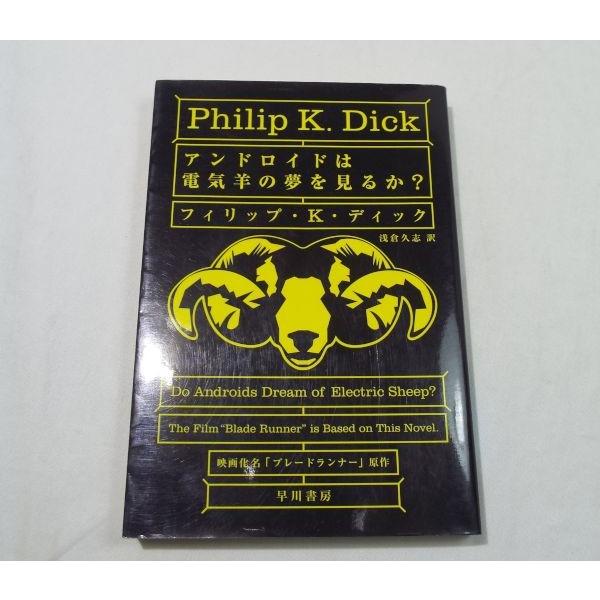 Philip K. Dick
アンドロイドは
電気羊の夢を見るか?
フィリップ・K・ディック
浅倉久志 訳
Do Androids Dream of Electric Sheep?
The Film "Blade Runner" is Based on This Novel.
映画化名「ブレードランナー」原作
早川書房